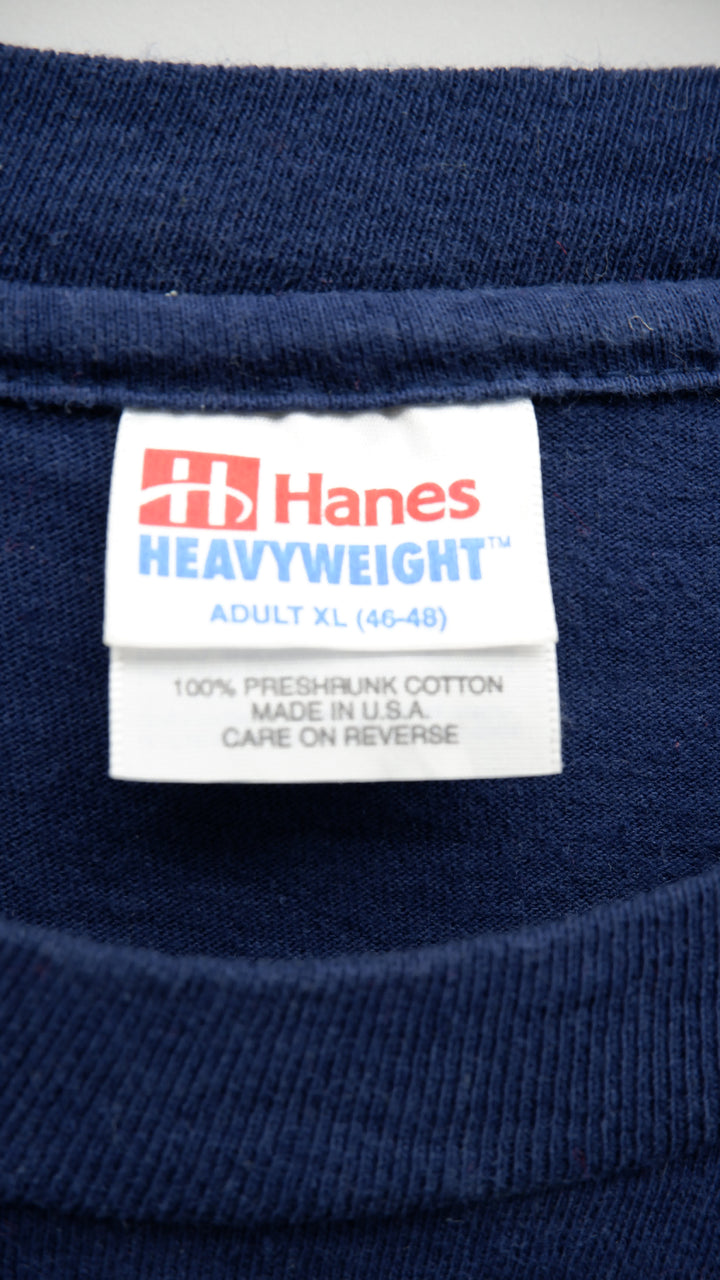 H Hanes
HEAVYWEIGHT™
ADULT XL (46-48)
100% PRESHRUNK COTTON
MADE IN U.S.A.
CARE ON REVERSE